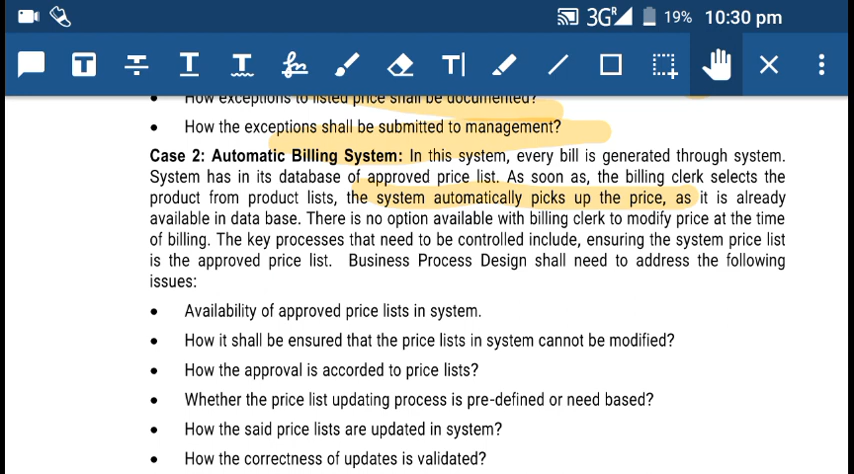 3G R 19% 10:30 pm
T T T T T
• How exceptions to listed price shall be documented?
• How the exceptions shall be submitted to management?
Case 2: Automatic Billing System: In this system, every bill is generated through system.
System has in its database of approved price list. As soon as, the billing clerk selects the
product from product lists, the system automatically picks up the price, as it is already
available in data base. There is no option available with billing clerk to modify price at the time
of billing. The key processes that need to be controlled include, ensuring the system price list
is the approved price list. Business Process Design shall need to address the following
issues:
• Availability of approved price lists in system.
• How it shall be ensured that the price lists in system cannot be modified?
• How the approval is accorded to price lists?
• Whether the price list updating process is pre-defined or need based?
• How the said price lists are updated in system?
• How the correctness of updates is validated?